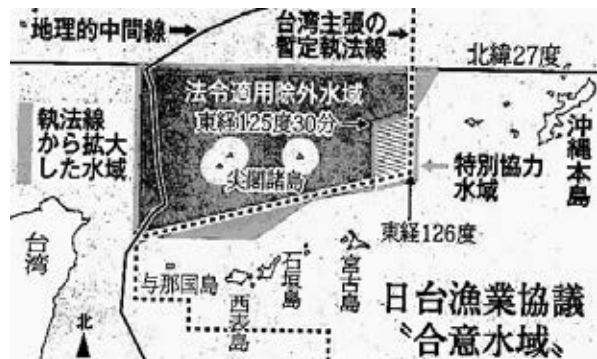 地理的中間線
台湾主張の
暫定執法線
北緯27度
法令適用除外水域
東経125度30分
執法線
から拡大
した水域
尖閣諸島
特別協力
水域
沖縄本島
東経126度
台湾
与那国島
西表島
石垣島
宮古島
北
日台漁業協議
〝合意水域〟